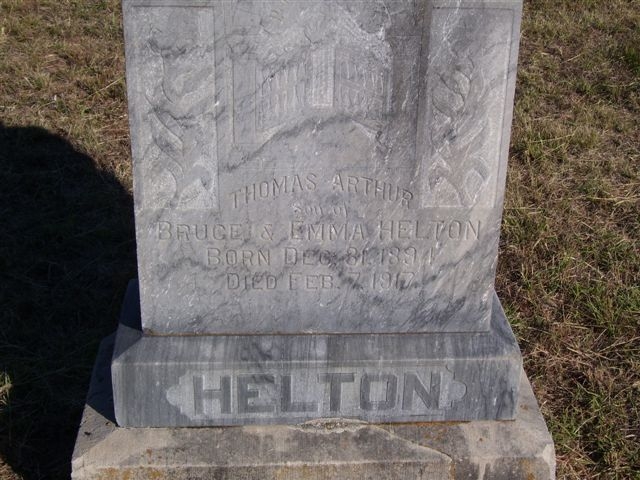 THOMAS ARTHUR
SON OF
BRUCE & EMMA HELTON
BORN DEC. 31, 1894
DIED FEB. 7, 1917
HELTON